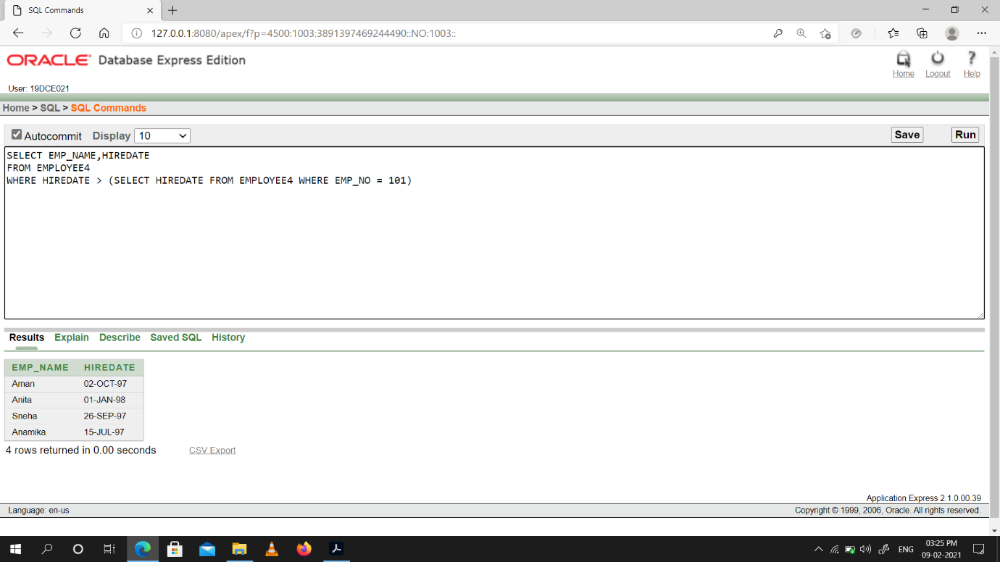 SQL Commands
127.0.0.1:8080/apex/f?p=4500:1003:3891397469244490::NO:1003::
ORACLE Database Express Edition
Home Logout Help
User: 19DCE021
Home > SQL > SQL Commands
Autocommit Display 10 Save Run
SELECT EMP_NAME,HIREDATE
FROM EMPLOYEE4
WHERE HIREDATE > (SELECT HIREDATE FROM EMPLOYEE4 WHERE EMP_NO = 101)
Results Explain Describe Saved SQL History
EMP_NAME HIREDATE
Aman 02-OCT-97
Anita 01-JAN-98
Sneha 26-SEP-97
Anamika 15-JUL-97
4 rows returned in 0.00 seconds CSV Export
Application Express 2.1.0.00.39
Language: en-us Copyright © 1999, 2006, Oracle. All rights reserved.
ENG 03:25 PM
09-02-2021